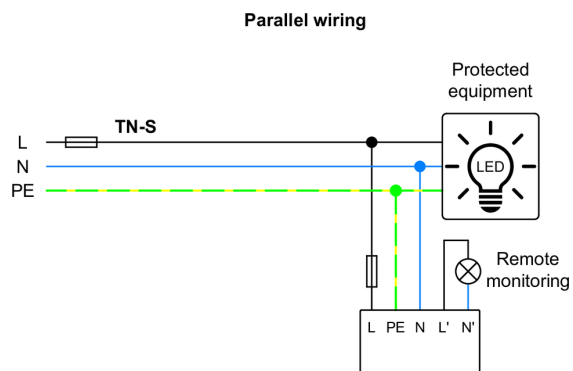 Parallel wiring
Protected
equipment
TN-S
L
N
PE
LED
Remote
monitoring
L PE N L' N'